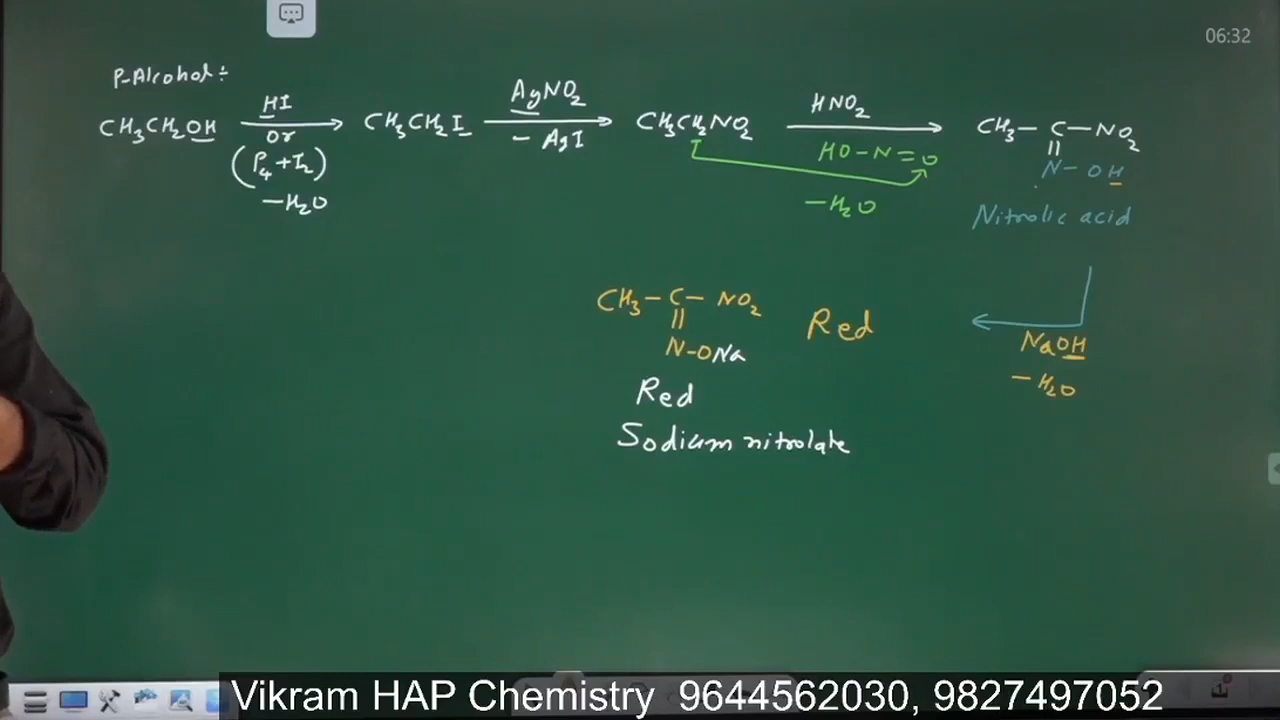 06:32
P-Alcohol ÷
CH₃CH₂OH —HI or (P₄+I₂) −H₂O→ CH₃CH₂I —AgNO₂ −AgI→ CH₃CH₂NO₂ —HNO₂ HO−N=O −H₂O→ CH₃−C−NO₂
||
N−OH
Nitrolic acid
CH₃−C−NO₂ Red
||
N−ONa
NaOH
−H₂O
Red
Sodium nitrolate
Vikram HAP Chemistry 9644562030, 9827497052